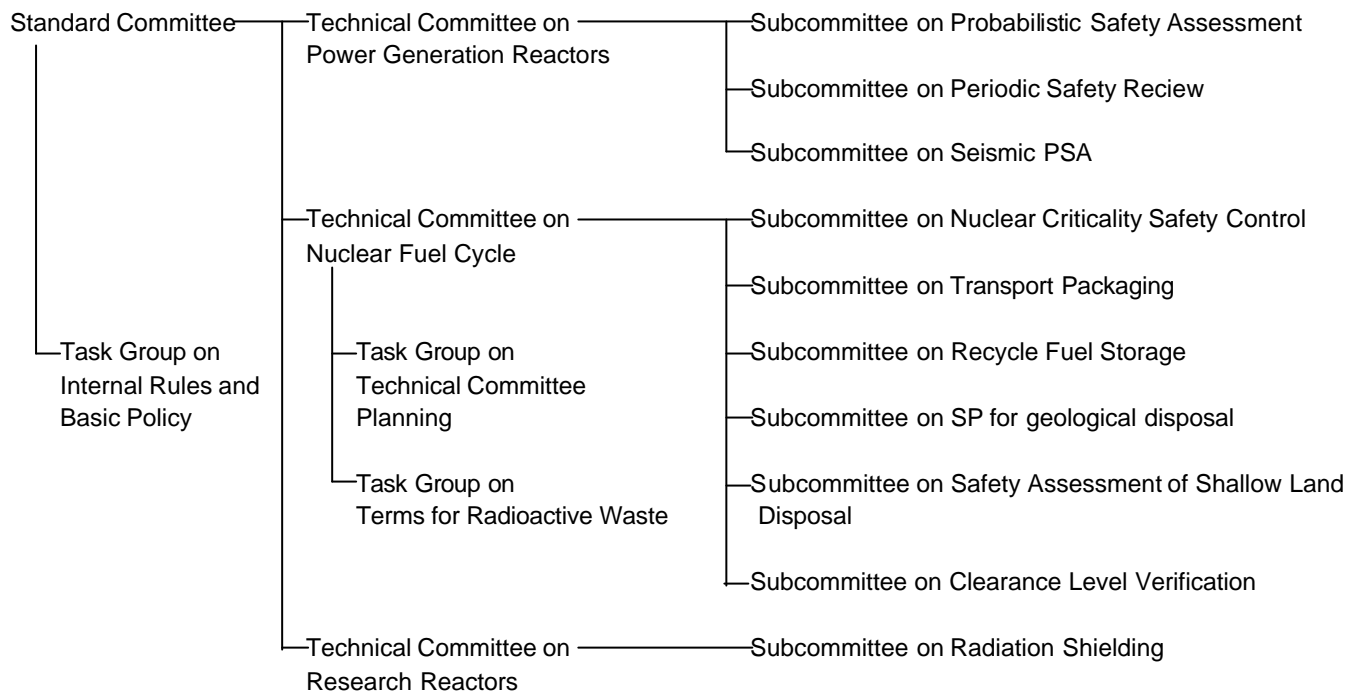 Standard Committee
Technical Committee on
Power Generation Reactors
Subcommittee on Probabilistic Safety Assessment
Subcommittee on Periodic Safety Reciew
Subcommittee on Seismic PSA
Technical Committee on
Nuclear Fuel Cycle
Subcommittee on Nuclear Criticality Safety Control
Subcommittee on Transport Packaging
Task Group on
Internal Rules and
Basic Policy
Task Group on
Technical Committee
Planning
Subcommittee on Recycle Fuel Storage
Subcommittee on SP for geological disposal
Task Group on
Terms for Radioactive Waste
Subcommittee on Safety Assessment of Shallow Land
Disposal
Subcommittee on Clearance Level Verification
Technical Committee on
Research Reactors
Subcommittee on Radiation Shielding